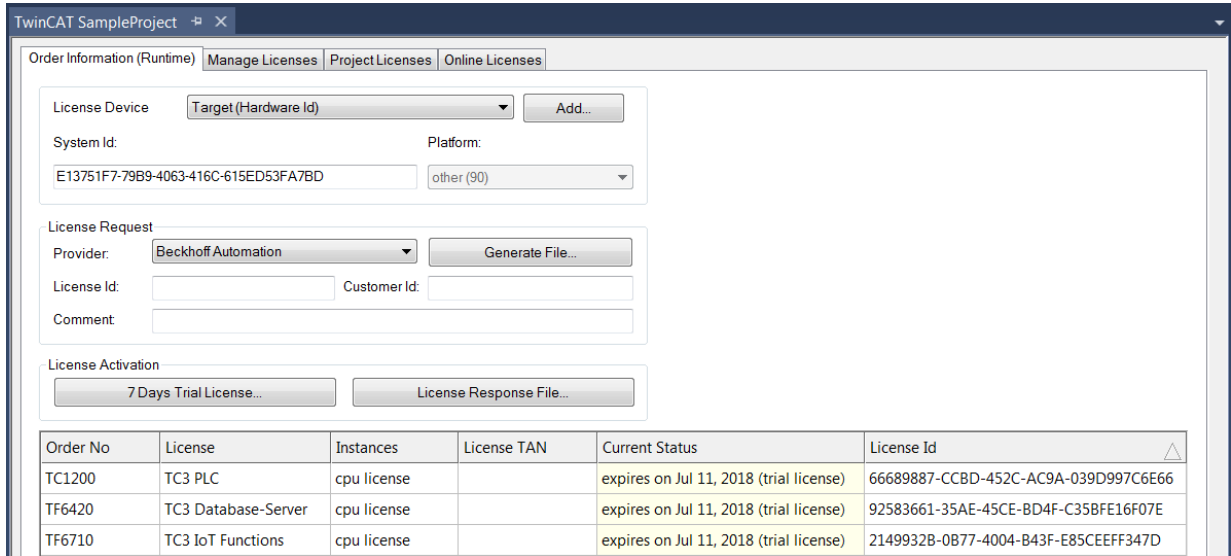 TwinCAT SampleProject
Order Information (Runtime) Manage Licenses Project Licenses Online Licenses
License Device Target (Hardware Id) Add...
System Id: Platform:
E13751F7-79B9-4063-416C-615ED53FA7BD other (90)
License Request
Provider: Beckhoff Automation Generate File...
License Id: Customer Id:
Comment:
License Activation
7 Days Trial License... License Response File...
Order No License Instances License TAN Current Status License Id
TC1200 TC3 PLC cpu license expires on Jul 11, 2018 (trial license) 66689887-CCBD-452C-AC9A-039D997C6E66
TF6420 TC3 Database-Server cpu license expires on Jul 11, 2018 (trial license) 92583661-35AE-45CE-BD4F-C35BFE16F07E
TF6710 TC3 IoT Functions cpu license expires on Jul 11, 2018 (trial license) 2149932B-0B77-4004-B43F-E85CEEFF347D